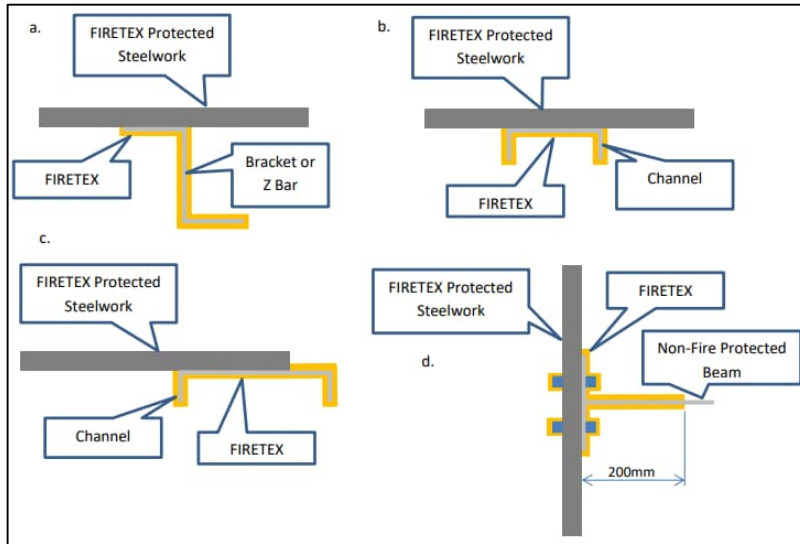 a.
FIRETEX Protected
Steelwork
FIRETEX
Bracket or
Z Bar
b.
FIRETEX Protected
Steelwork
FIRETEX
Channel
c.
FIRETEX Protected
Steelwork
Channel
FIRETEX
d.
FIRETEX Protected
Steelwork
FIRETEX
Non-Fire Protected
Beam
200mm